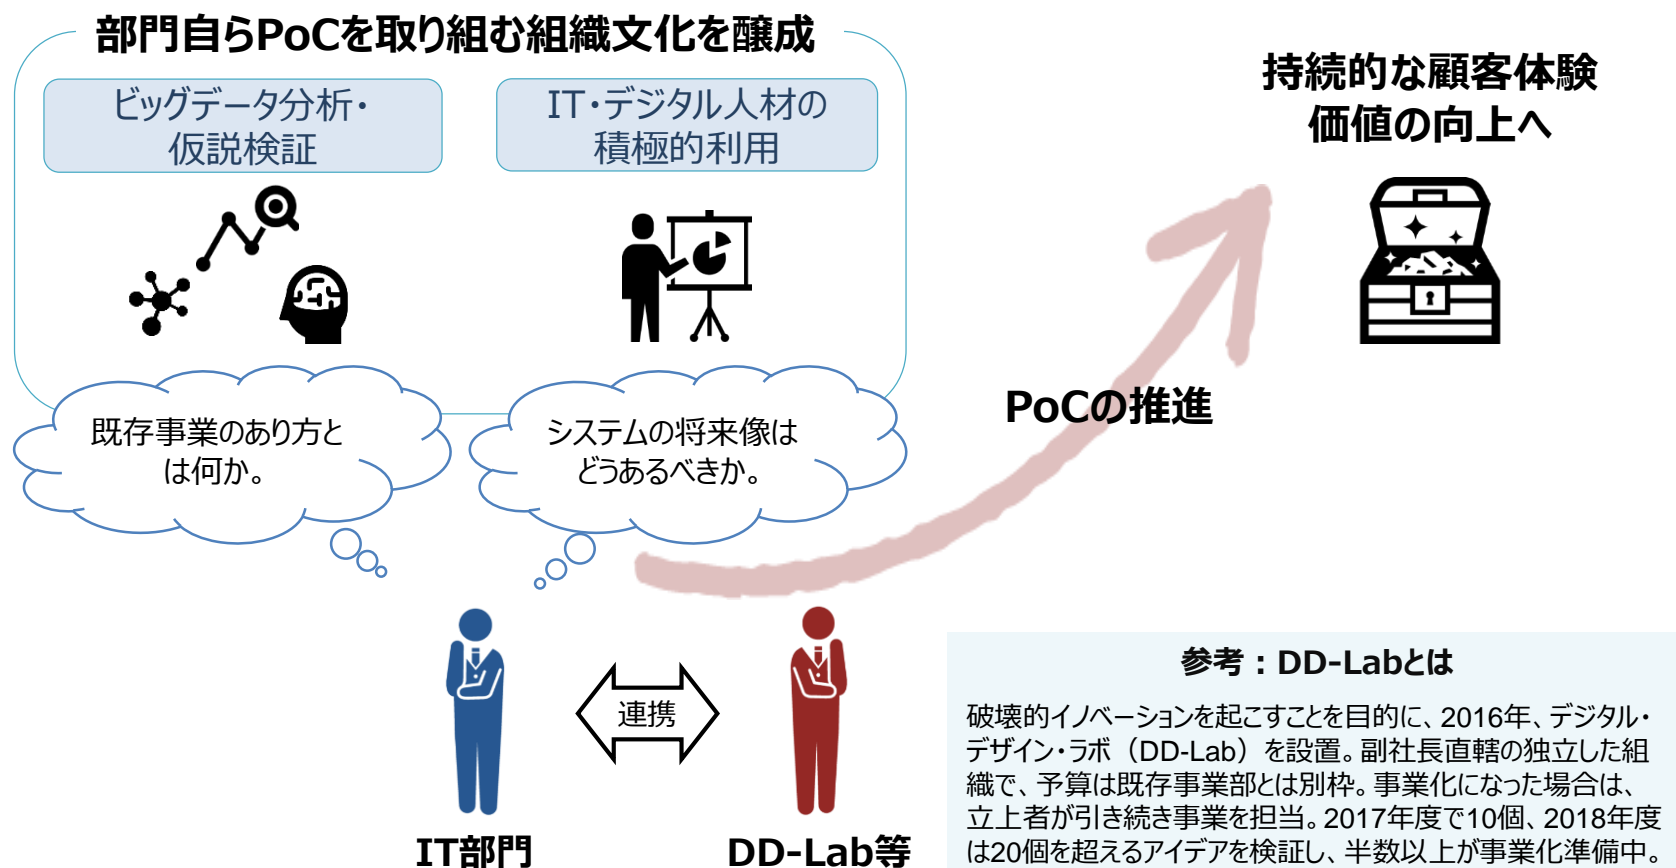 部門自らPoCを取り組む組織文化を醸成
ビッグデータ分析・
仮説検証
IT・デジタル人材の
積極的利用
既存事業のあり方と
は何か。
システムの将来像は
どうあるべきか。
持続的な顧客体験
価値の向上へ
PoCの推進
連携
IT部門
DD-Lab等
参考：DD-Labとは
破壊的イノベーションを起こすことを目的に、2016年、デジタル・
デザイン・ラボ（DD-Lab）を設置。副社長直轄の独立した組
織で、予算は既存事業部とは別枠。事業化になった場合は、
立上者が引き続き事業を担当。2017年度で10個、2018年度
は20個を超えるアイデアを検証し、半数以上が事業化準備中。